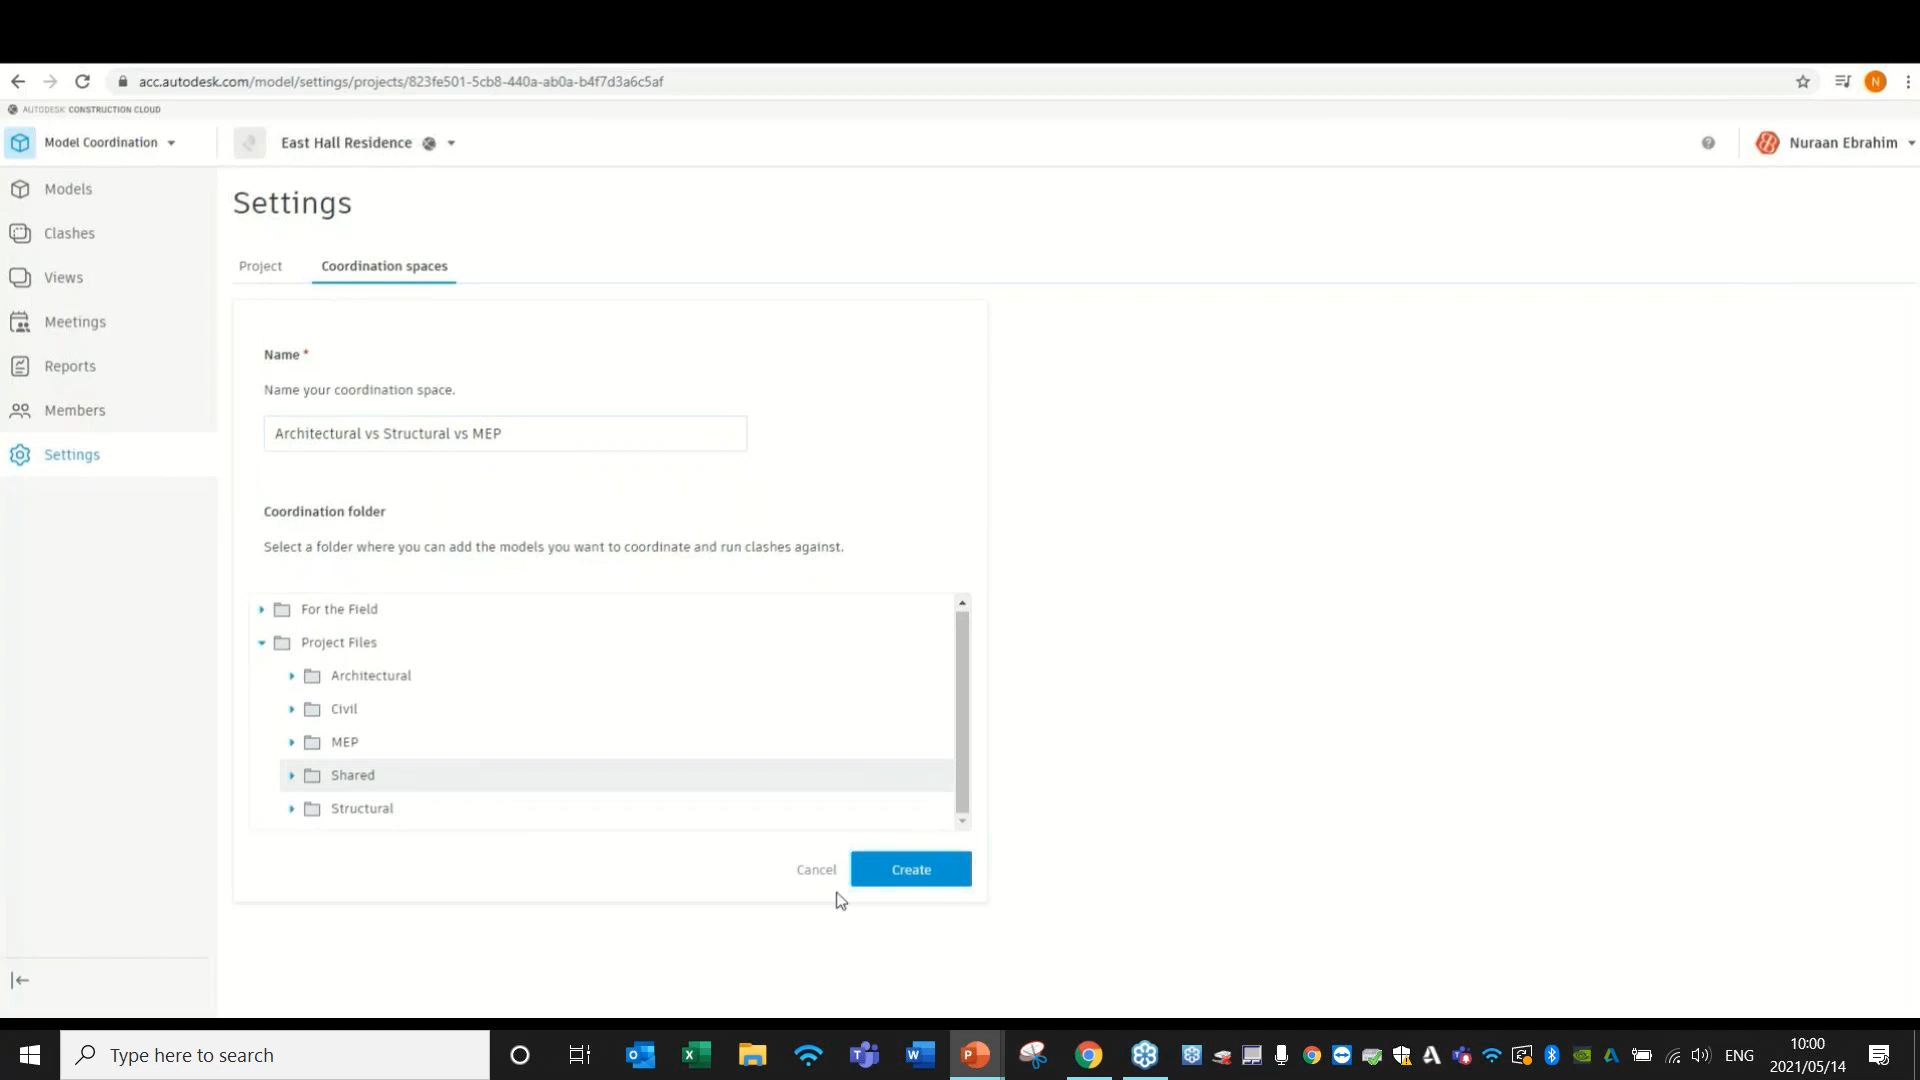 acc.autodesk.com/model/settings/projects/823fe501-5cb8-440a-ab0a-b4f7d3a6c5af
N
AUTODESK CONSTRUCTION CLOUD
Model Coordination
East Hall Residence
Nuraan Ebrahim
Models
Clashes
Views
Meetings
Reports
Members
Settings
Settings
Project
Coordination spaces
Name *
Name your coordination space.
Architectural vs Structural vs MEP
Coordination folder
Select a folder where you can add the models you want to coordinate and run clashes against.
For the Field
Project Files
Architectural
Civil
MEP
Shared
Structural
Cancel
Create
Type here to search
ENG
10:00
2021/05/14